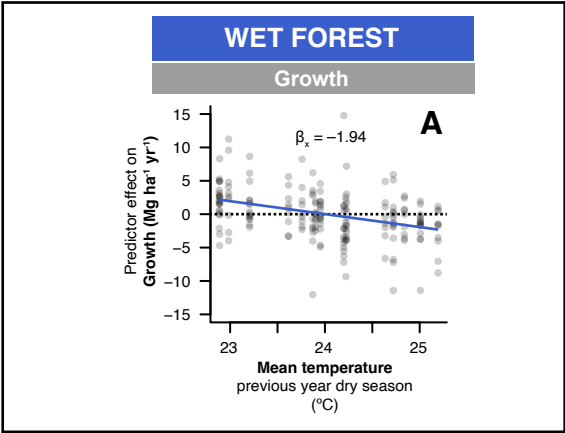 WET FOREST
Growth
A
βx = −1.94
Predictor effect on
Growth (Mg ha⁻¹ yr⁻¹)
15
10
5
0
−5
−10
−15
23
24
25
Mean temperature
previous year dry season
(ºC)